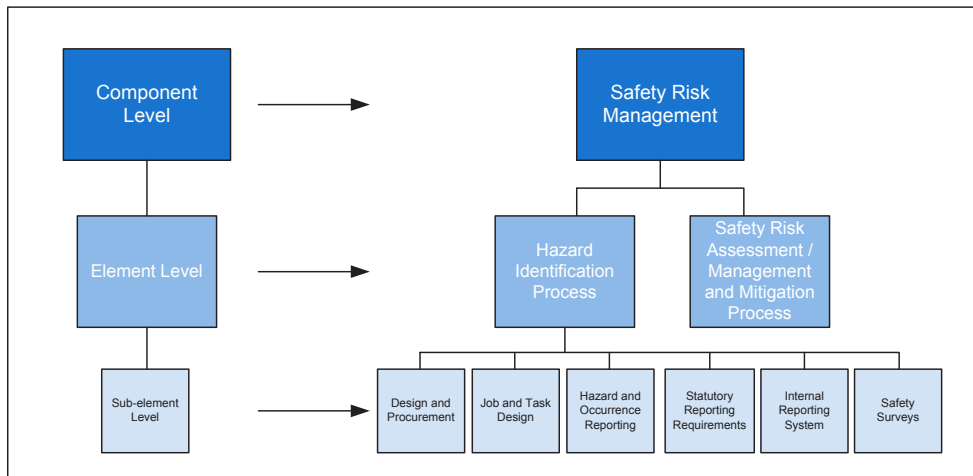 Component
Level
Safety Risk
Management
Element Level
Hazard
Identification
Process
Safety Risk
Assessment /
Management
and Mitigation
Process
Sub-element
Level
Design and
Procurement
Job and Task
Design
Hazard and
Occurrence
Reporting
Statutory
Reporting
Requirements
Internal
Reporting
System
Safety
Surveys